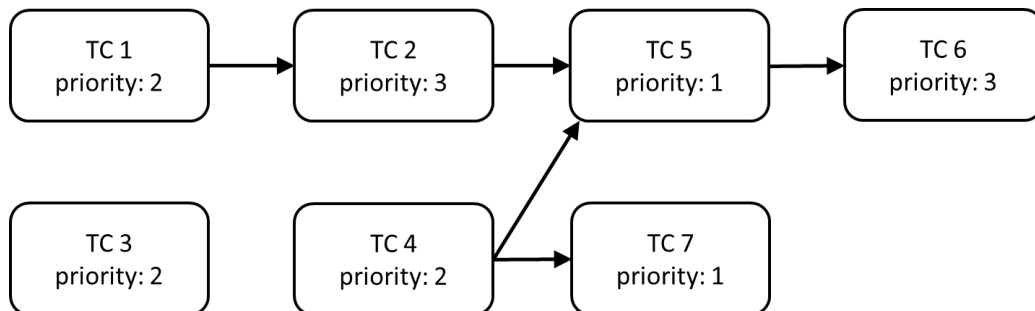 TC 1
priority: 2
TC 2
priority: 3
TC 5
priority: 1
TC 6
priority: 3
TC 3
priority: 2
TC 4
priority: 2
TC 7
priority: 1